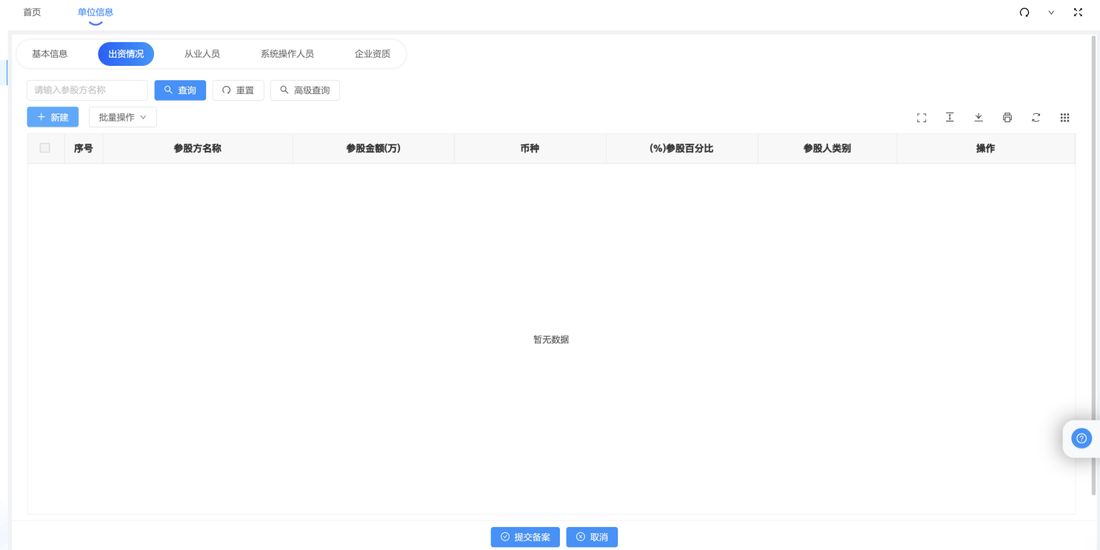 首页 单位信息
基本信息 出资情况 从业人员 系统操作人员 企业资质
请输入参股方名称 查询 重置 高级查询
新建 批量操作
序号 参股方名称 参股金额(万) 币种 (%)参股百分比 参股人类别 操作
暂无数据
提交备案 取消